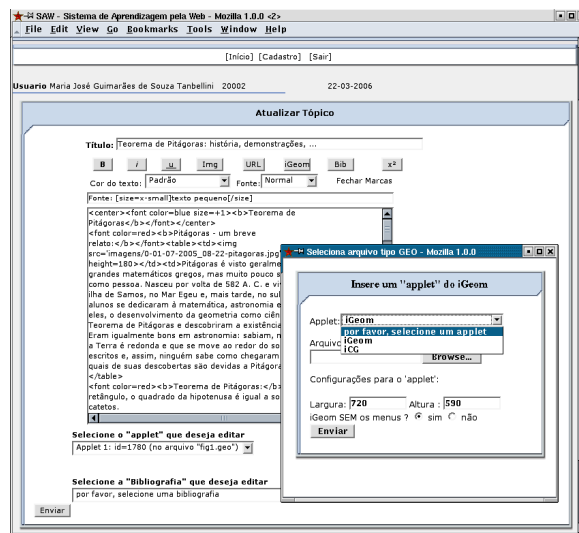 SAW - Sistema de Aprendizagem pela Web - Mozilla 1.0.0 <2>
File Edit View Go Bookmarks Tools Window Help
[Início] [Cadastro] [Sair]
Usuario Maria José Guimarães de Souza Tanbellini 20002 22-03-2006
Atualizar Tópico
Título: Teorema de Pitágoras: história, demonstrações, ...
B i u Img URL iGeom Bib x²
Cor do texto: Padrão Fonte: Normal Fechar Marcas
Fonte: [size=x-small]texto pequeno[/size]
<center><font color=blue size=+1><b>Teorema de
Pitágoras</b></font></center>
<font color=red><b>Pitágoras - um breve
relato:</b></font><table><td><img
src='imagens/0-01-07-2005_08-22-pitagoras.jpg'
height=180></td><td>Pitágoras é visto geralme
grandes matemáticos gregos, mas muito pouco s
como pessoa. Nasceu por volta de 582 A. C. e vi
ilha de Samos, no Mar Egeu e, mais tarde, no sul
alunos se dedicaram à matemática, astronomia e
eles, o desenvolvimento da geometria como ciên
Teorema de Pitágoras e descobriram a existência
Eram igualmente bons em astronomia: sabiam, n
a Terra é redonda e que se move ao redor do so
escritos e, assim, ninguém sabe como chegaram
quais de suas descobertas são devidas a Pitágora
</table>
<font color=red><b>Teorema de Pitágoras:</b>
retângulo, o quadrado da hipotenusa é igual a so
catetos.
Selecione o "applet" que deseja editar
Applet 1: id=1780 (no arquivo "fig1.geo")
Selecione a "Bibliografia" que deseja editar
por favor, selecione uma bibliografia
Enviar
Seleciona arquivo tipo GEO - Mozilla 1.0.0
Insere um "applet" do iGeom
Applet: iGeom
por favor, selecione um applet
iGeom
iCG
Arquivo
Browse...
Configurações para o 'applet':
Largura: 720 Altura : 590
iGeom SEM os menus ? sim não
Enviar